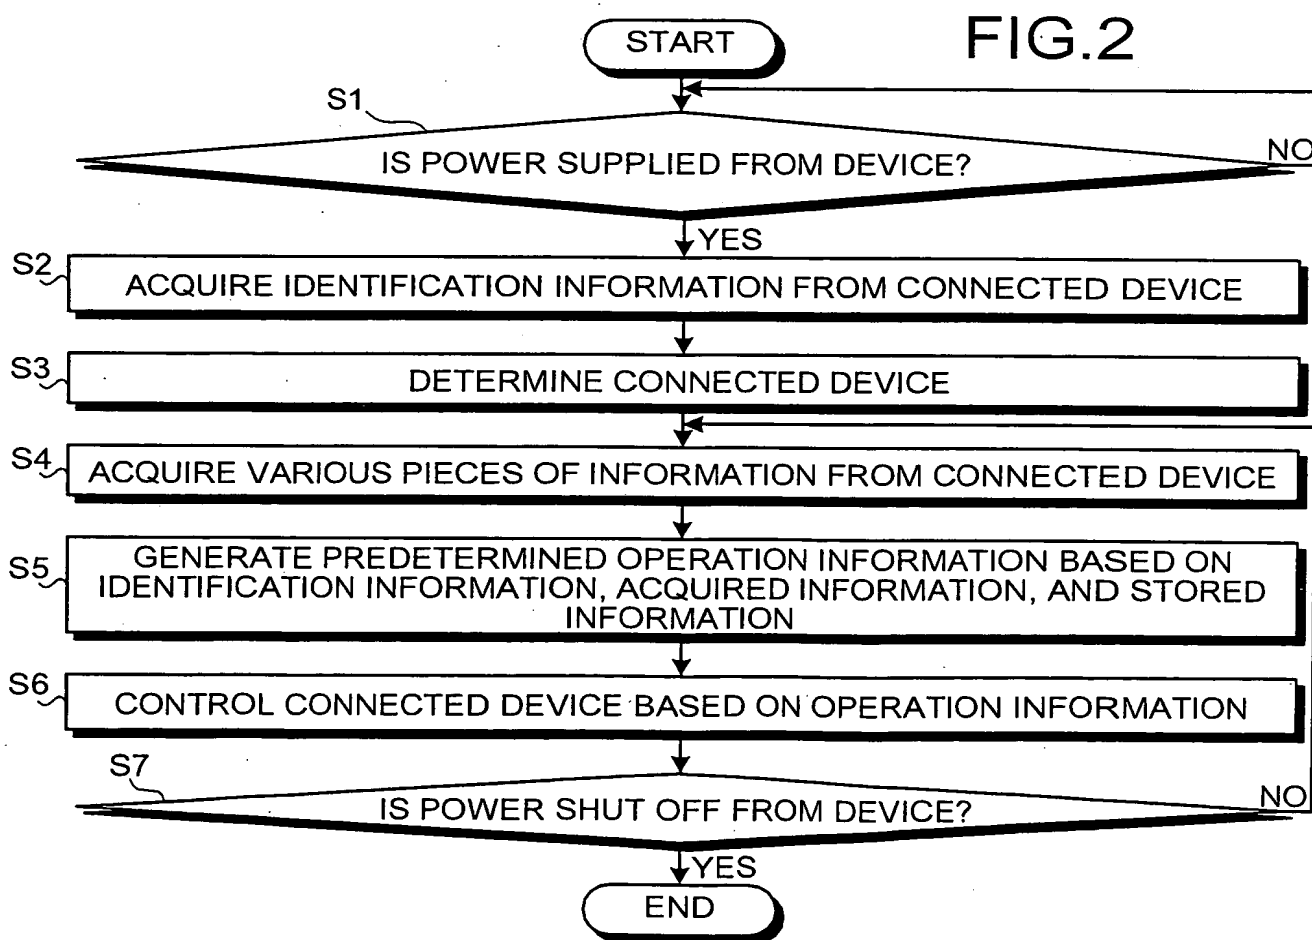 START
FIG.2
S1
IS POWER SUPPLIED FROM DEVICE?
NO
YES
S2
ACQUIRE IDENTIFICATION INFORMATION FROM CONNECTED DEVICE
S3
DETERMINE CONNECTED DEVICE
S4
ACQUIRE VARIOUS PIECES OF INFORMATION FROM CONNECTED DEVICE
S5
GENERATE PREDETERMINED OPERATION INFORMATION BASED ON
IDENTIFICATION INFORMATION, ACQUIRED INFORMATION, AND STORED
INFORMATION
S6
CONTROL CONNECTED DEVICE BASED ON OPERATION INFORMATION
S7
IS POWER SHUT OFF FROM DEVICE?
NO
YES
END